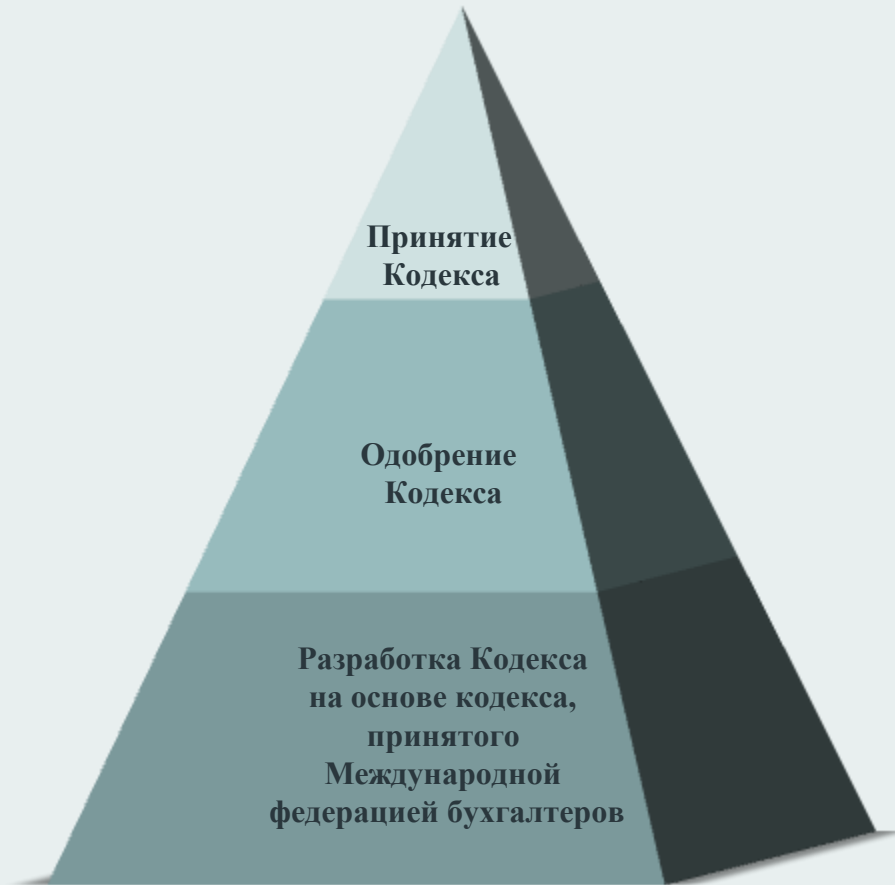 Принятие
Кодекса
Одобрение
Кодекса
Разработка Кодекса
на основе кодекса,
принятого
Международной
федерацией бухгалтеров